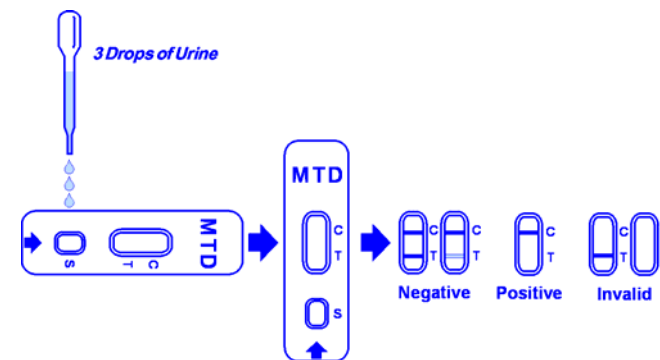 3 Drops of Urine
S
T
C
MTD
MTD
C
T
S
C
T
Negative
C
T
Positive
C
T
Invalid